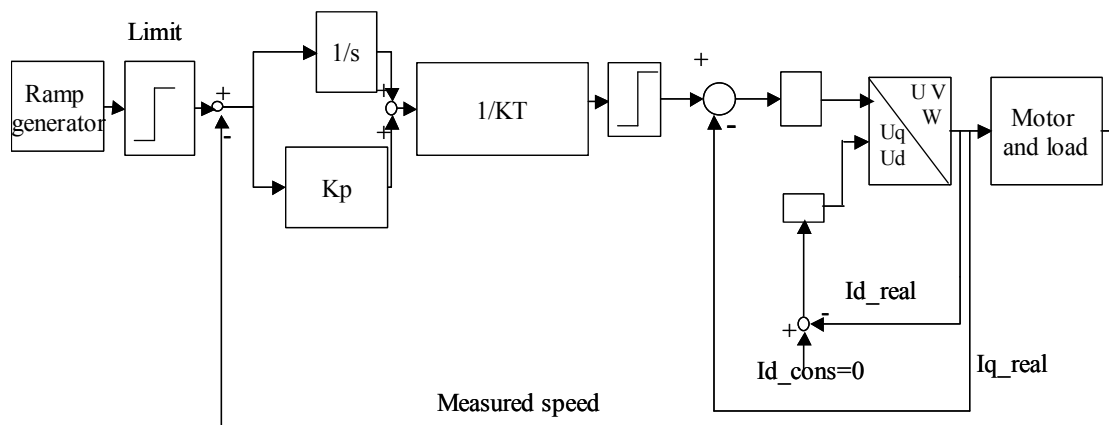 Limit
Ramp
generator
+
-
1/s
Kp
+
+
1/KT
+
-
U V
W
Uq
Ud
Motor
and load
Id_real
+
-
Id_cons=0
Iq_real
Measured speed